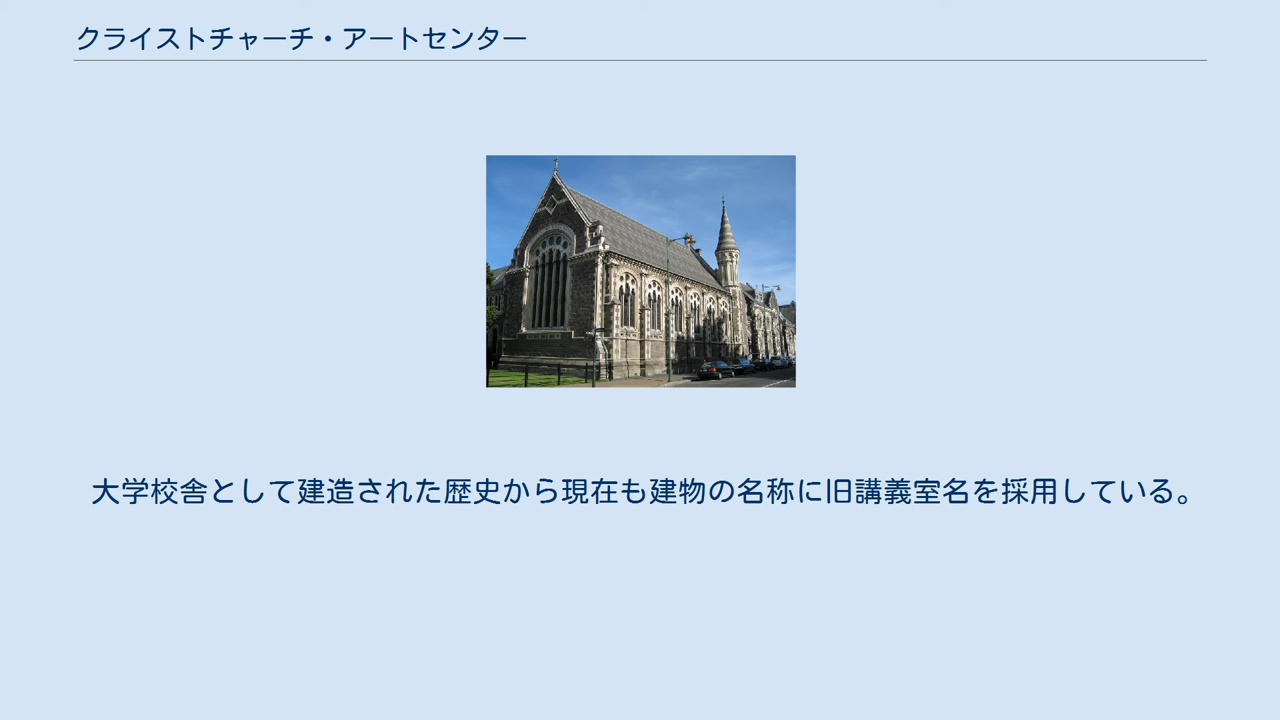 クライストチャーチ・アートセンター
大学校舎として建造された歴史から現在も建物の名称に旧講義室名を採用している。